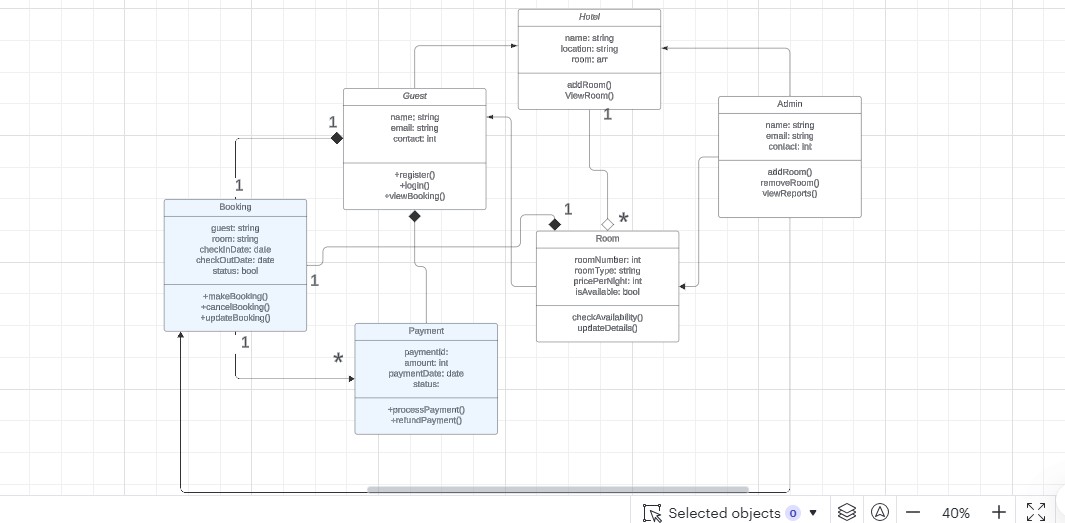 Hotel
name: string
location: string
room: arr
addRoom()
ViewRoom()
1
Guest
name: string
email: string
contact: int
+register()
+login()
+viewBooking()
1
Admin
name: string
email: string
contact: int
addRoom()
removeRoom()
viewReports()
1
Booking
guest: string
room: string
checkInDate: date
checkOutDate: date
status: bool
+makeBooking()
+cancelBooking()
+updateBooking()
1
1
*
Room
roomNumber: int
roomType: string
pricePerNight: int
isAvailable: bool
checkAvailability()
updateDetails()
1
1
*
Payment
paymentId:
amount: int
paymentDate: date
status:
+processPayment()
+refundPayment()
Selected objects 0
40%